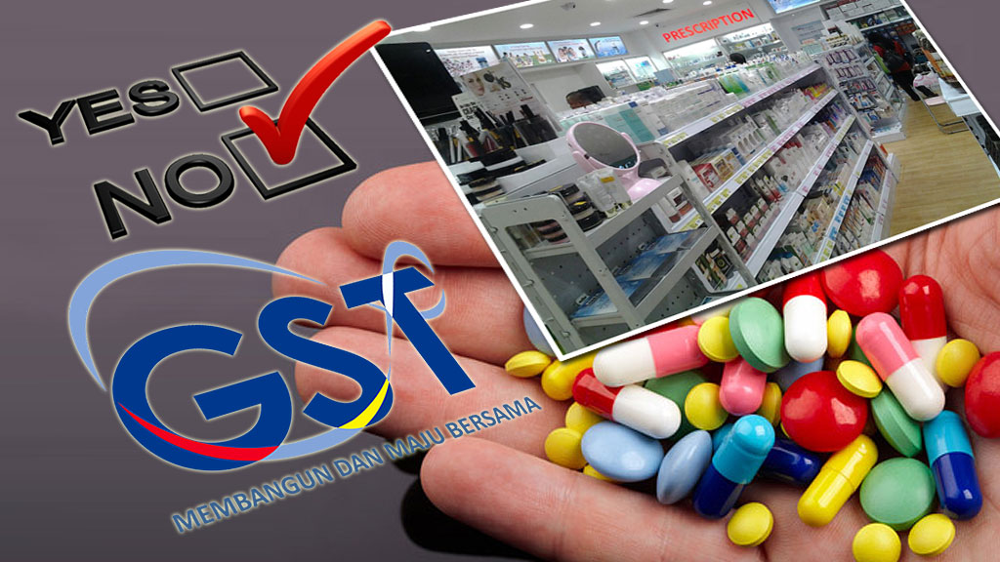 YES
NO
PRESCRIPTION
GST
MEMBANGUN DAN MAJU BERSAMA